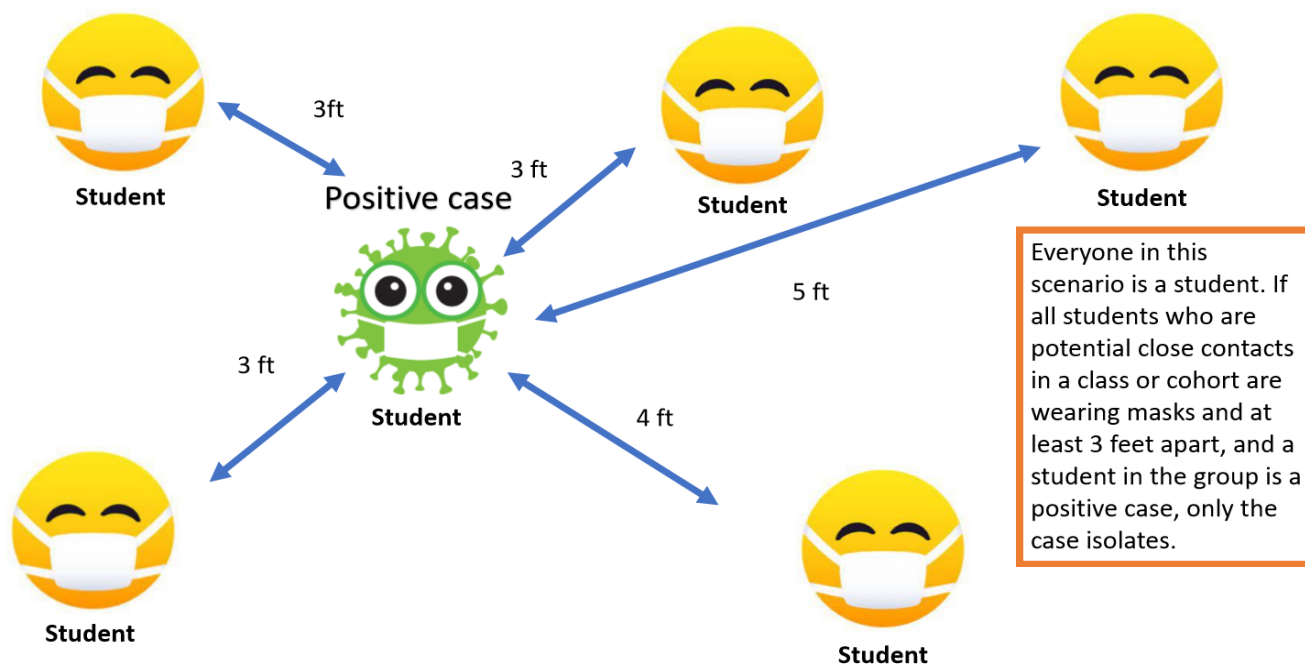 3ft
Student
Positive case
3 ft
Student
Student
5 ft
3 ft
Student
4 ft
Student
Student
Everyone in this
scenario is a student. If
all students who are
potential close contacts
in a class or cohort are
wearing masks and at
least 3 feet apart, and a
student in the group is a
positive case, only the
case isolates.